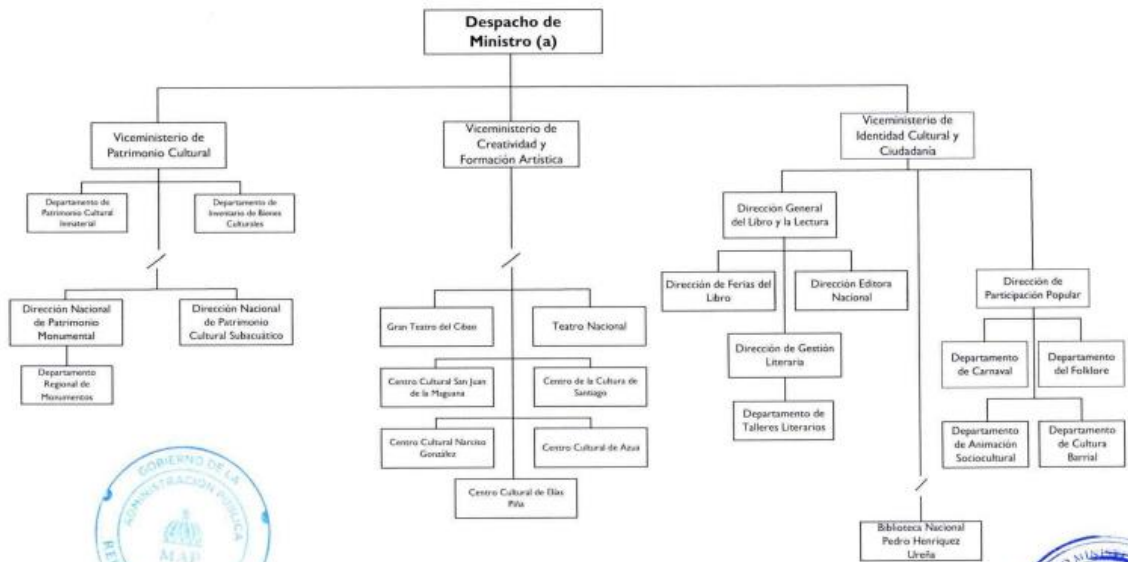 Despacho de
Ministro (a)
Viceministerio de
Patrimonio Cultural
Viceministerio de
Creatividad y
Formación Artística
Viceministerio de
Identidad Cultural y
Ciudadanía
Departamento de
Patrimonio Cultural
Inmaterial
Departamento de
Inventario de Bienes
Culturales
Dirección Nacional
de Patrimonio
Monumental
Dirección Nacional
de Patrimonio
Cultural Subacuático
Departamento
Regional de
Monumentos
Gran Teatro del Cibao
Teatro Nacional
Centro Cultural San Juan
de la Maguana
Centro de la Cultura de
Santiago
Centro Cultural Narciso
González
Centro Cultural de Azua
Centro Cultural de Elías
Piña
Dirección General
del Libro y la Lectura
Dirección de Ferias del
Libro
Dirección Editora
Nacional
Dirección de Gestión
Literaria
Departamento de
Talleres Literarios
Dirección de
Participación Popular
Departamento
de Carnaval
Departamento
del Folklore
Departamento
de Animación
Sociocultural
Departamento
de Cultura
Barrial
Biblioteca Nacional
Pedro Henriquez
Ureña
GOBIERNO DE LA
ADMINISTRACIÓN PÚBLICA
MAP